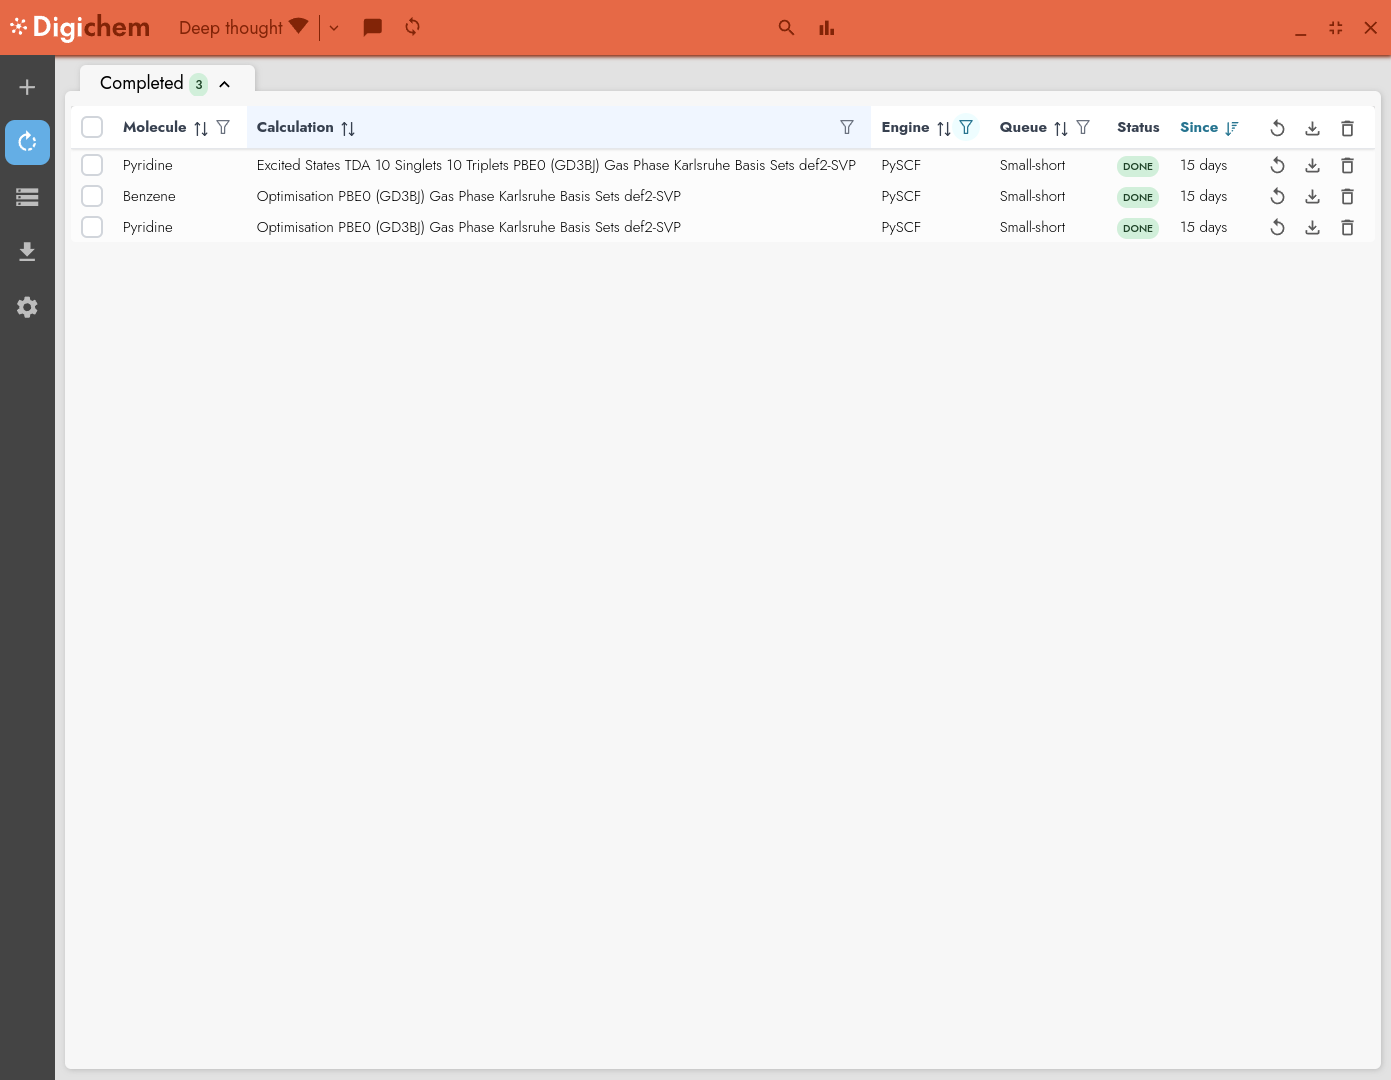 Digichem Deep thought
Completed 3
Molecule Calculation Engine Queue Status Since
Pyridine Excited States TDA 10 Singlets 10 Triplets PBE0 (GD3BJ) Gas Phase Karlsruhe Basis Sets def2-SVP PySCF Small-short DONE 15 days
Benzene Optimisation PBE0 (GD3BJ) Gas Phase Karlsruhe Basis Sets def2-SVP PySCF Small-short DONE 15 days
Pyridine Optimisation PBE0 (GD3BJ) Gas Phase Karlsruhe Basis Sets def2-SVP PySCF Small-short DONE 15 days